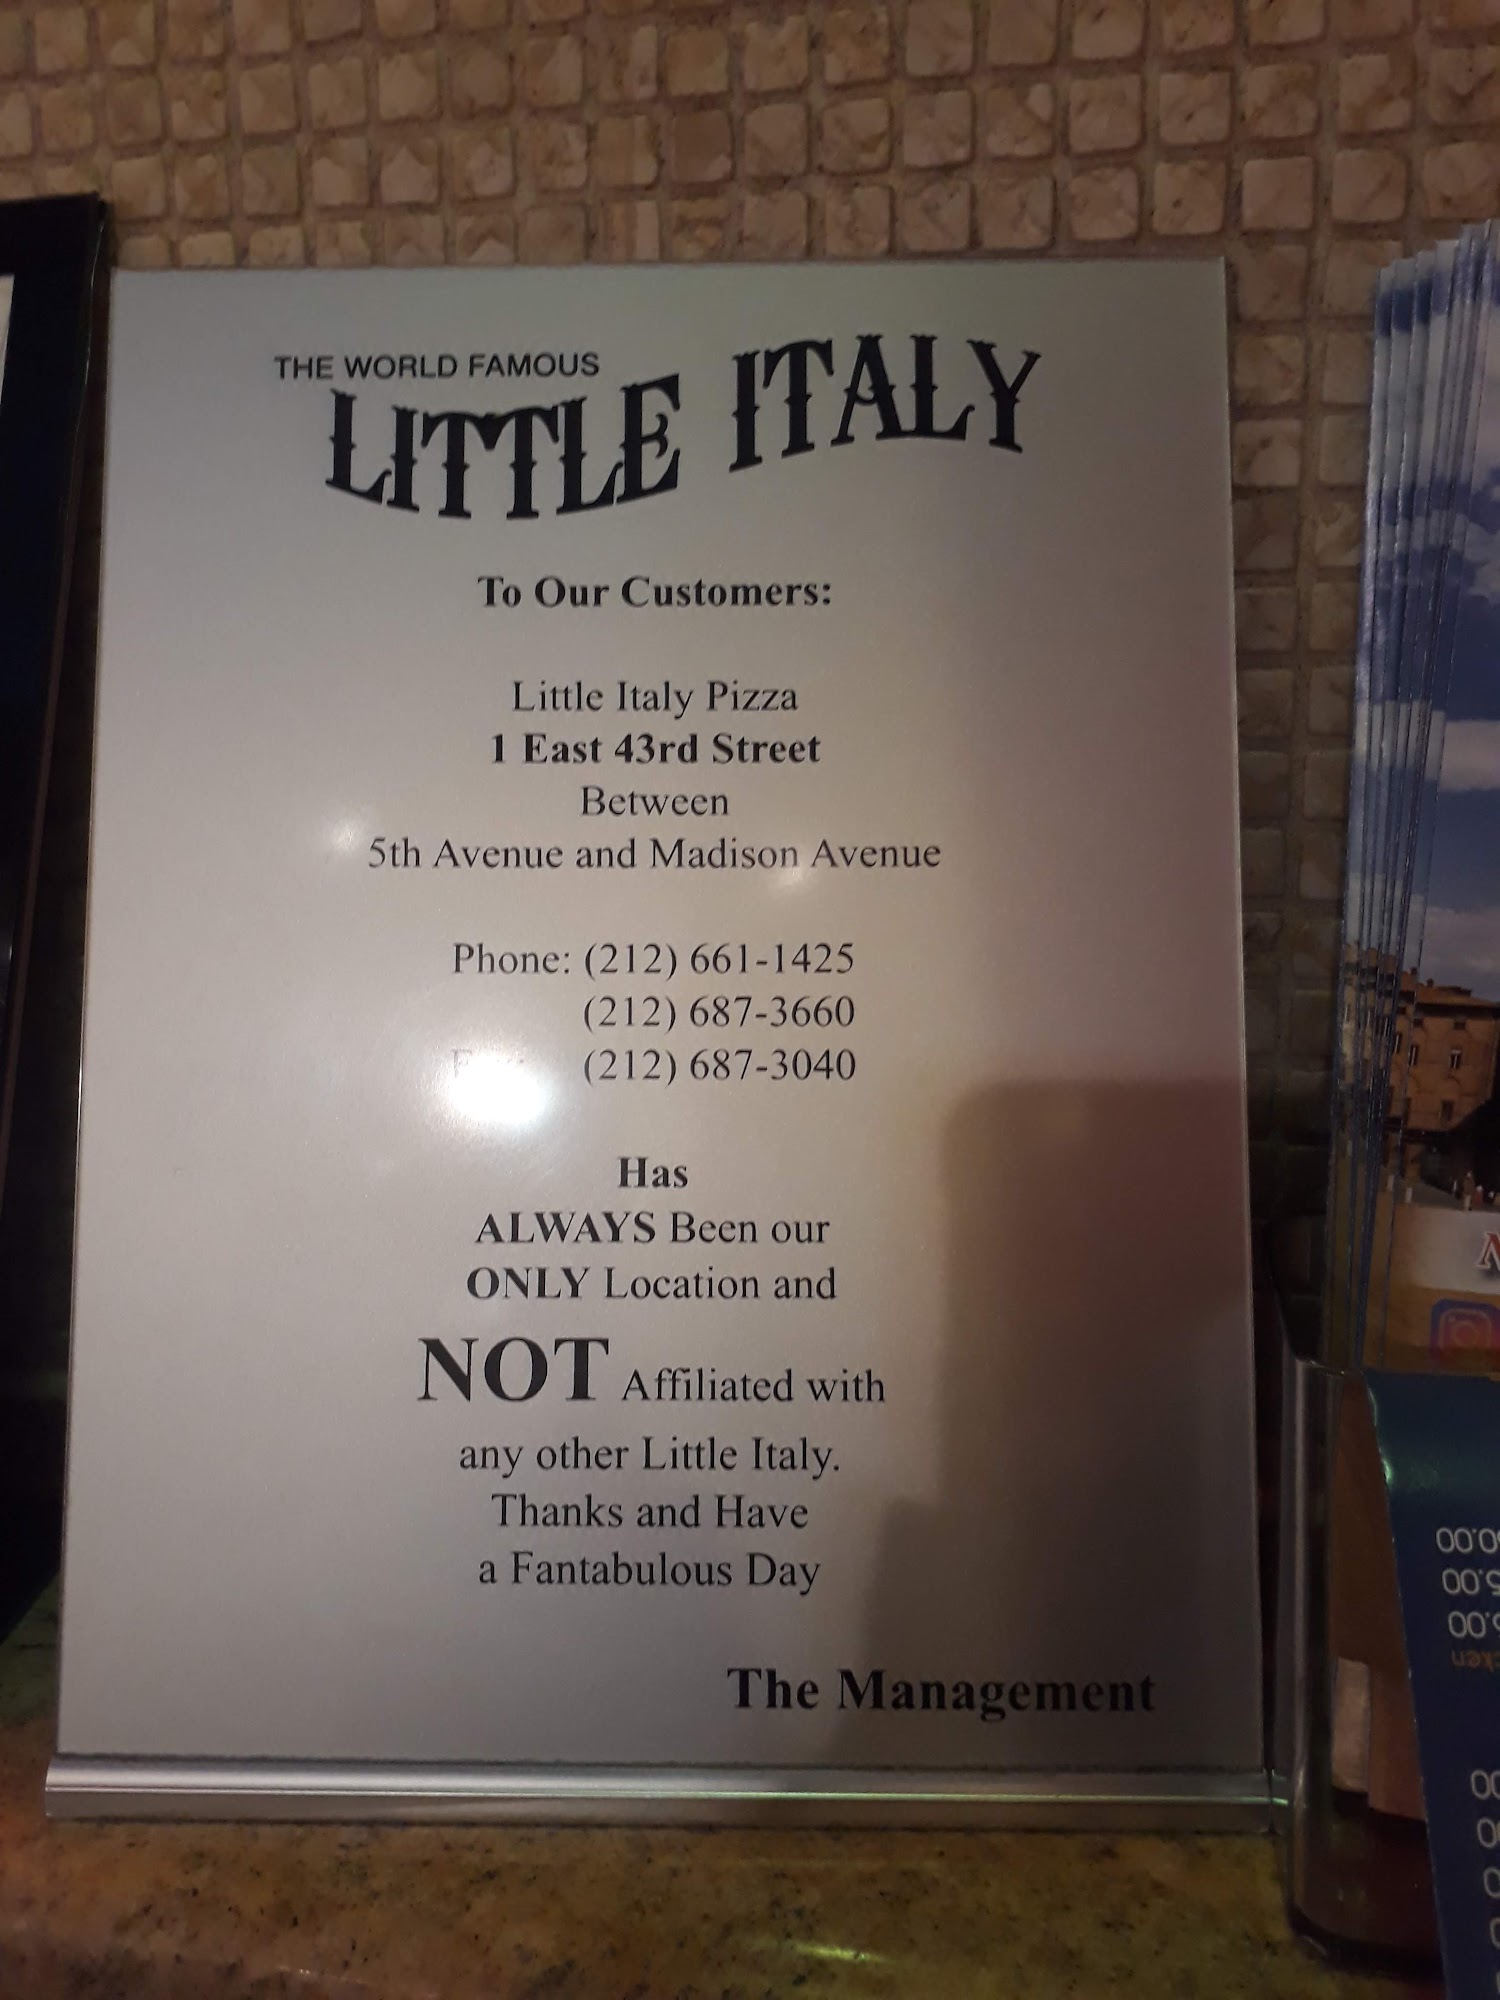 THE WORLD FAMOUS
LITTLE ITALY
To Our Customers:
Little Italy Pizza
1 East 43rd Street
Between
5th Avenue and Madison Avenue
Phone: (212) 661-1425
(212) 687-3660
(212) 687-3040
Has
ALWAYS Been our
ONLY Location and
NOT Affiliated with
any other Little Italy.
Thanks and Have
a Fantabulous Day
The Management